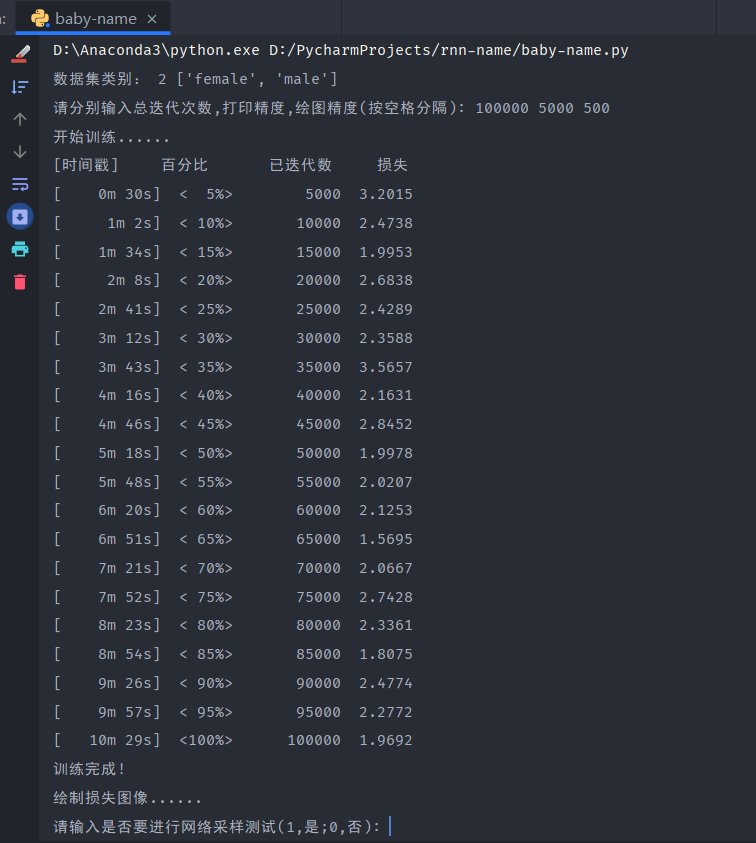 baby-name ×
D:\Anaconda3\python.exe D:/PycharmProjects/rnn-name/baby-name.py
数据集类别: 2 ['female', 'male']
请分别输入总迭代次数,打印精度,绘图精度(按空格分隔): 100000 5000 500
开始训练......
[时间戳] 百分比 已迭代数 损失
[ 0m 30s] < 5%> 5000 3.2015
[ 1m 2s] < 10%> 10000 2.4738
[ 1m 34s] < 15%> 15000 1.9953
[ 2m 8s] < 20%> 20000 2.6838
[ 2m 41s] < 25%> 25000 2.4289
[ 3m 12s] < 30%> 30000 2.3588
[ 3m 43s] < 35%> 35000 3.5657
[ 4m 16s] < 40%> 40000 2.1631
[ 4m 46s] < 45%> 45000 2.8452
[ 5m 18s] < 50%> 50000 1.9978
[ 5m 48s] < 55%> 55000 2.0207
[ 6m 20s] < 60%> 60000 2.1253
[ 6m 51s] < 65%> 65000 1.5695
[ 7m 21s] < 70%> 70000 2.0667
[ 7m 52s] < 75%> 75000 2.7428
[ 8m 23s] < 80%> 80000 2.3361
[ 8m 54s] < 85%> 85000 1.8075
[ 9m 26s] < 90%> 90000 2.4774
[ 9m 57s] < 95%> 95000 2.2772
[ 10m 29s] <100%> 100000 1.9692
训练完成!
绘制损失图像......
请输入是否要进行网络采样测试(1,是;0,否):